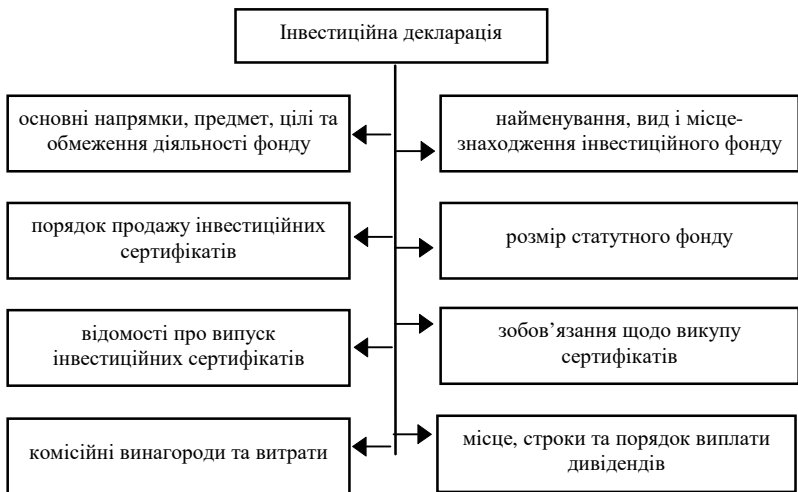 Інвестиційна декларація
основні напрямки, предмет, цілі та
обмеження діяльності фонду
найменування, вид і місце-
знаходження інвестиційного фонду
порядок продажу інвестиційних
сертифікатів
розмір статутного фонду
відомості про випуск
інвестиційних сертифікатів
зобов’язання щодо викупу
сертифікатів
комісійні винагороди та витрати
місце, строки та порядок виплати
дивідендів